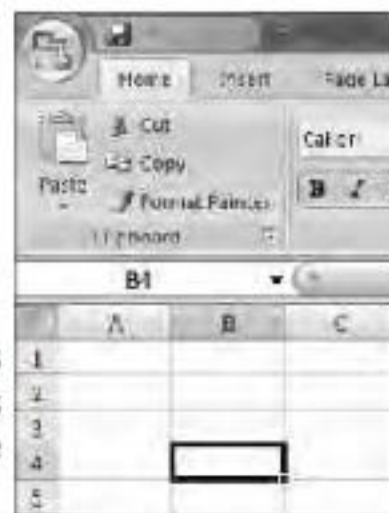 Home Insert Page La
Cut
Copy
Paste
Format Painter
Clipboard
Calibri
B I
B4
A B C
1
2
3
4
5